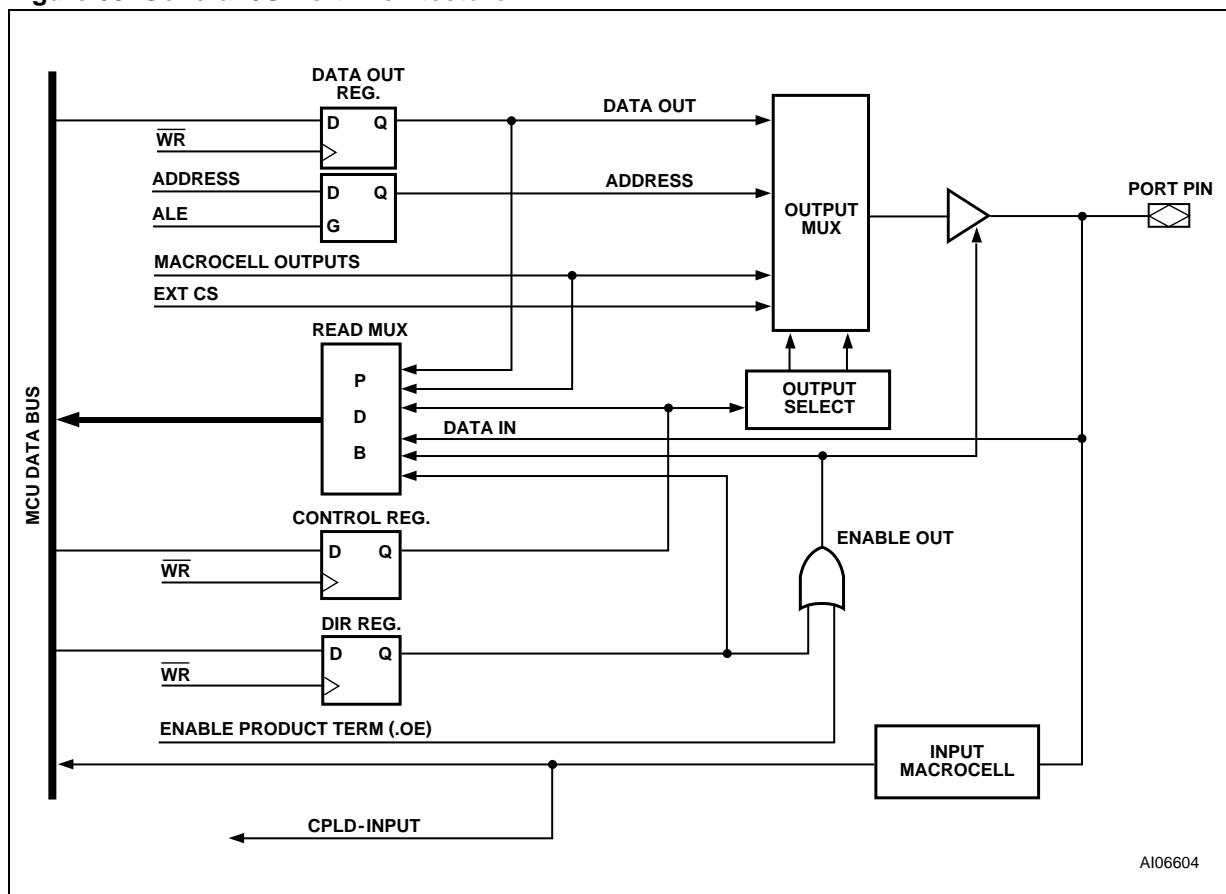 DATA OUT
REG.
D Q
WR
DATA OUT
ADDRESS
ALE
D Q
G
ADDRESS
OUTPUT
MUX
PORT PIN
MACROCELL OUTPUTS
EXT CS
READ MUX
P
D
B
OUTPUT
SELECT
DATA IN
MCU DATA BUS
CONTROL REG.
D Q
WR
ENABLE OUT
DIR REG.
D Q
WR
ENABLE PRODUCT TERM (.OE)
INPUT
MACROCELL
CPLD-INPUT
AI06604